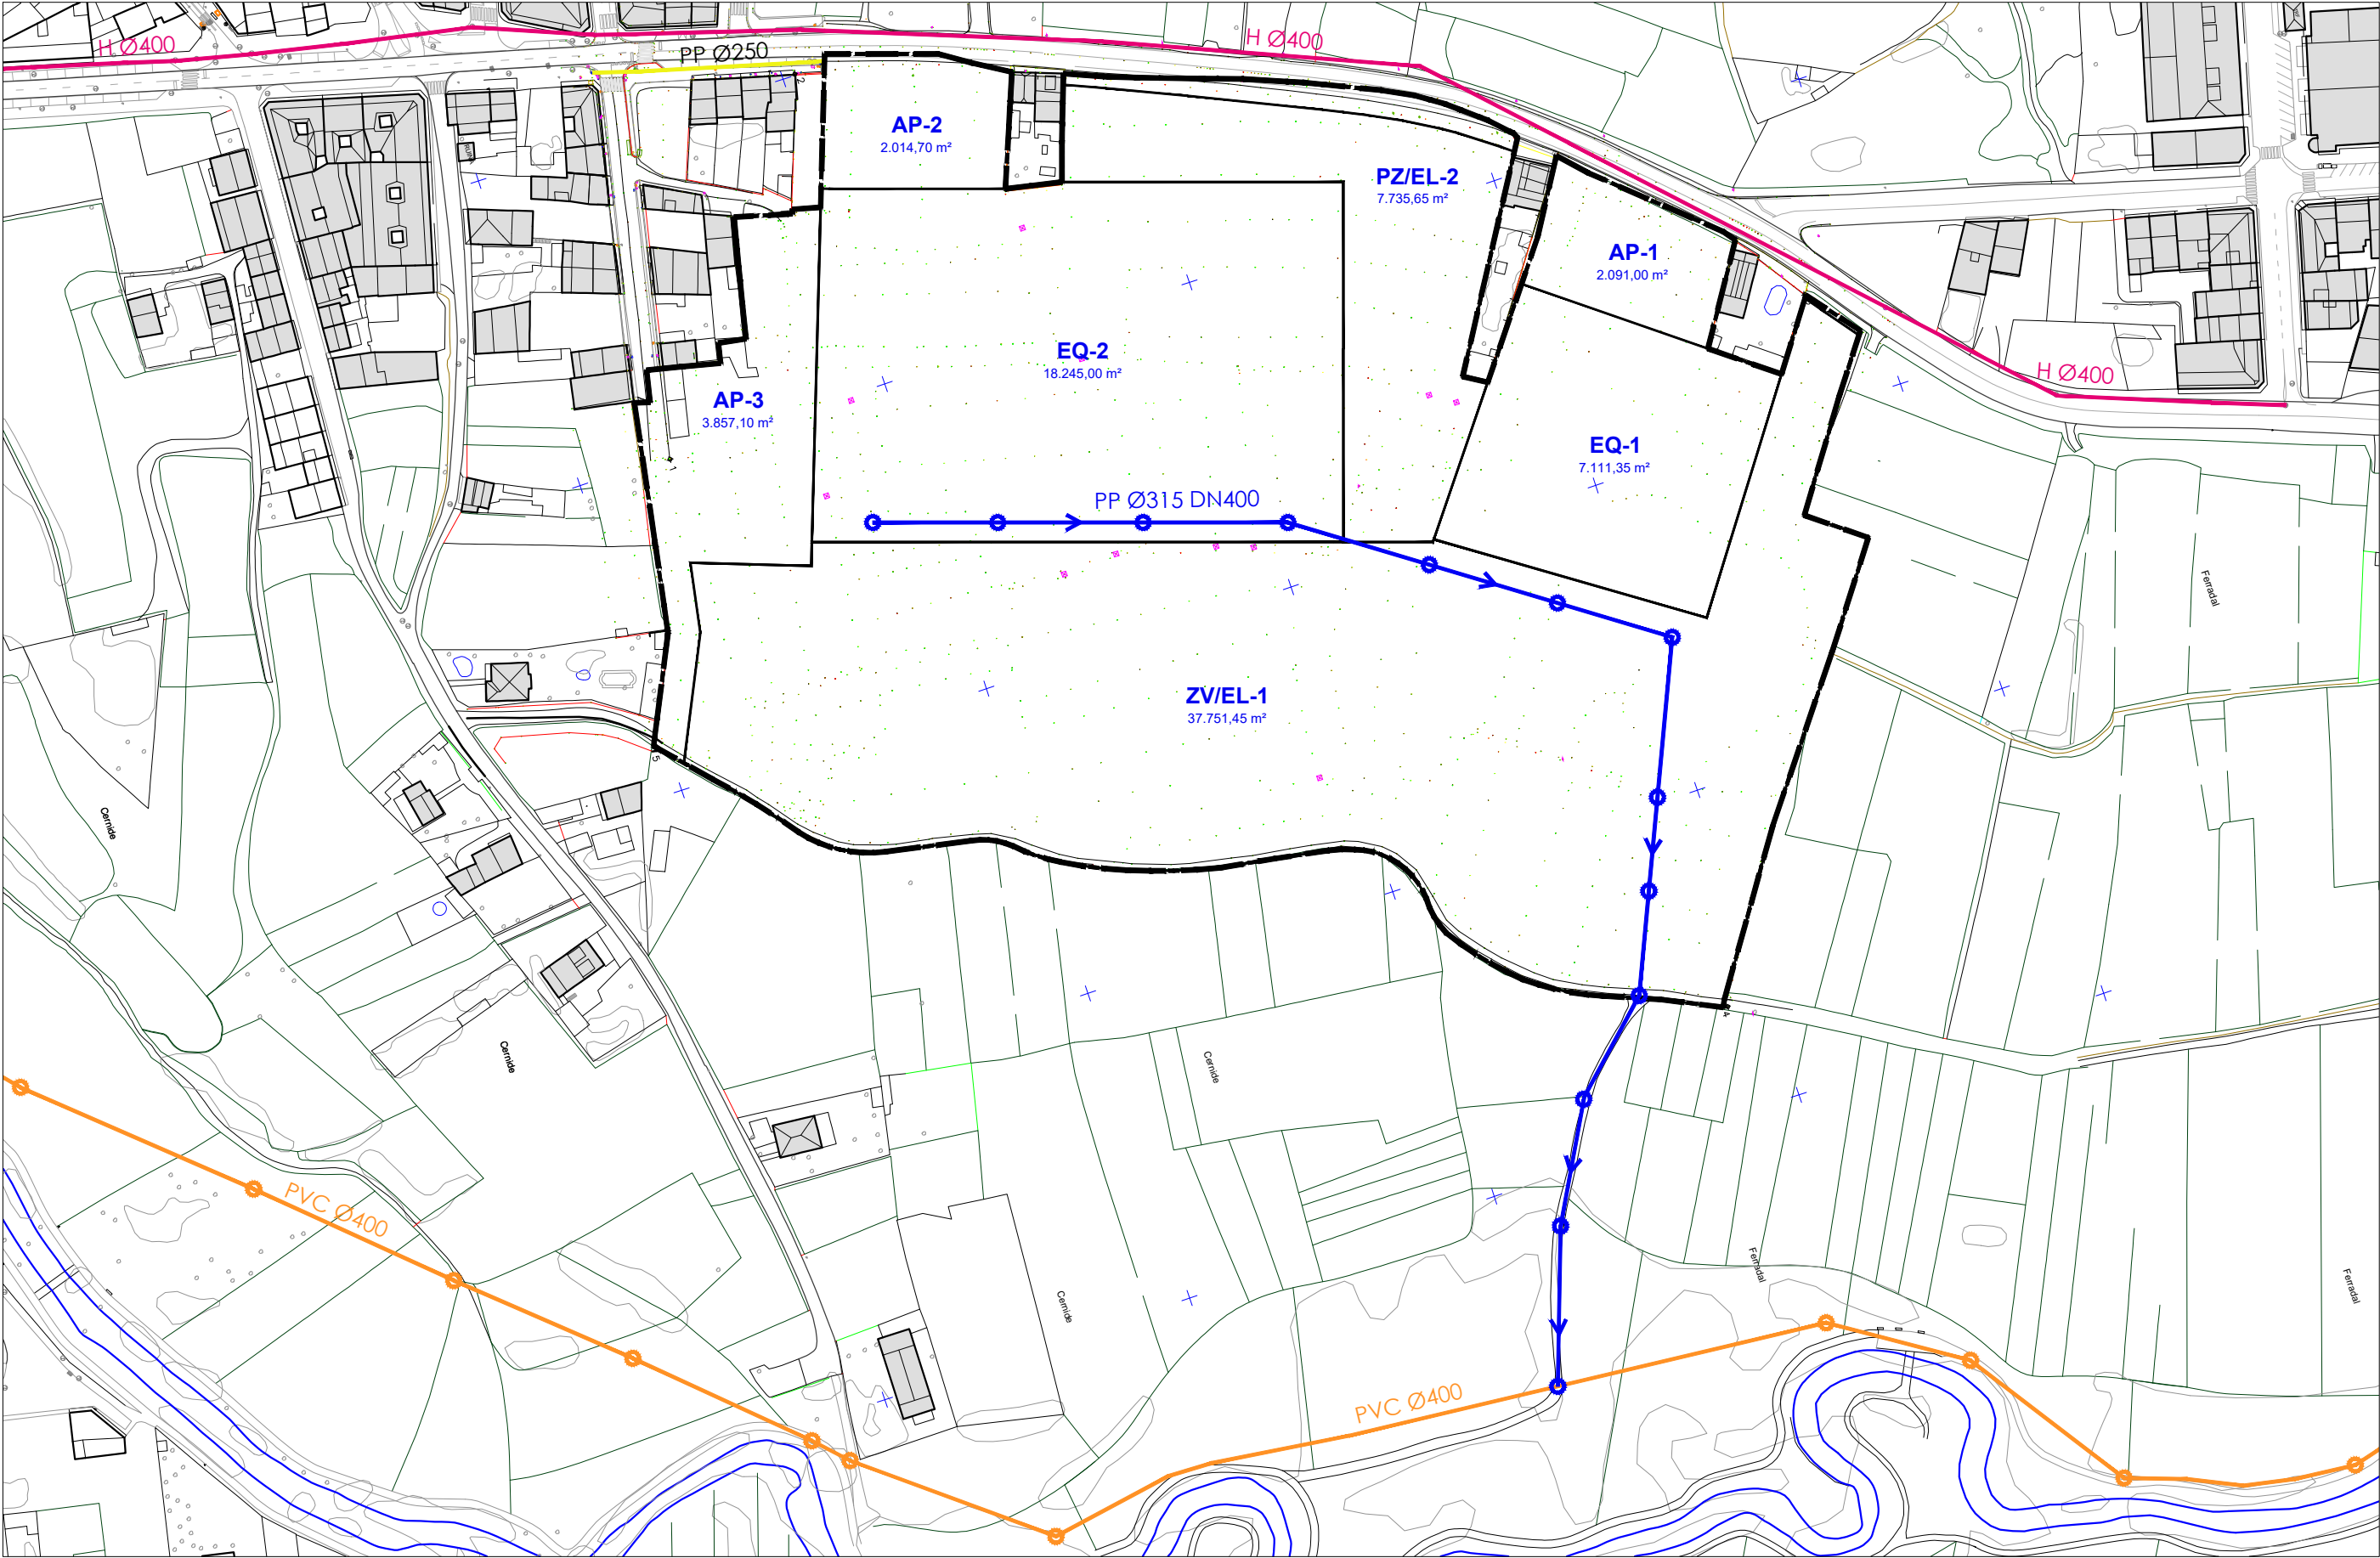 H Ø400
PP Ø250
H Ø400
AP-2
2.014,70 m²
PZ/EL-2
7.735,65 m²
AP-1
2.091,00 m²
EQ-2
18.245,00 m²
H Ø400
AP-3
3.857,10 m²
EQ-1
7.111,35 m²
PP Ø315 DN400
Ferradal
ZV/EL-1
37.751,45 m²
Cernide
Cernide
Cernide
PVC Ø400
Ferradal
Ferradal
Cernide
PVC Ø400